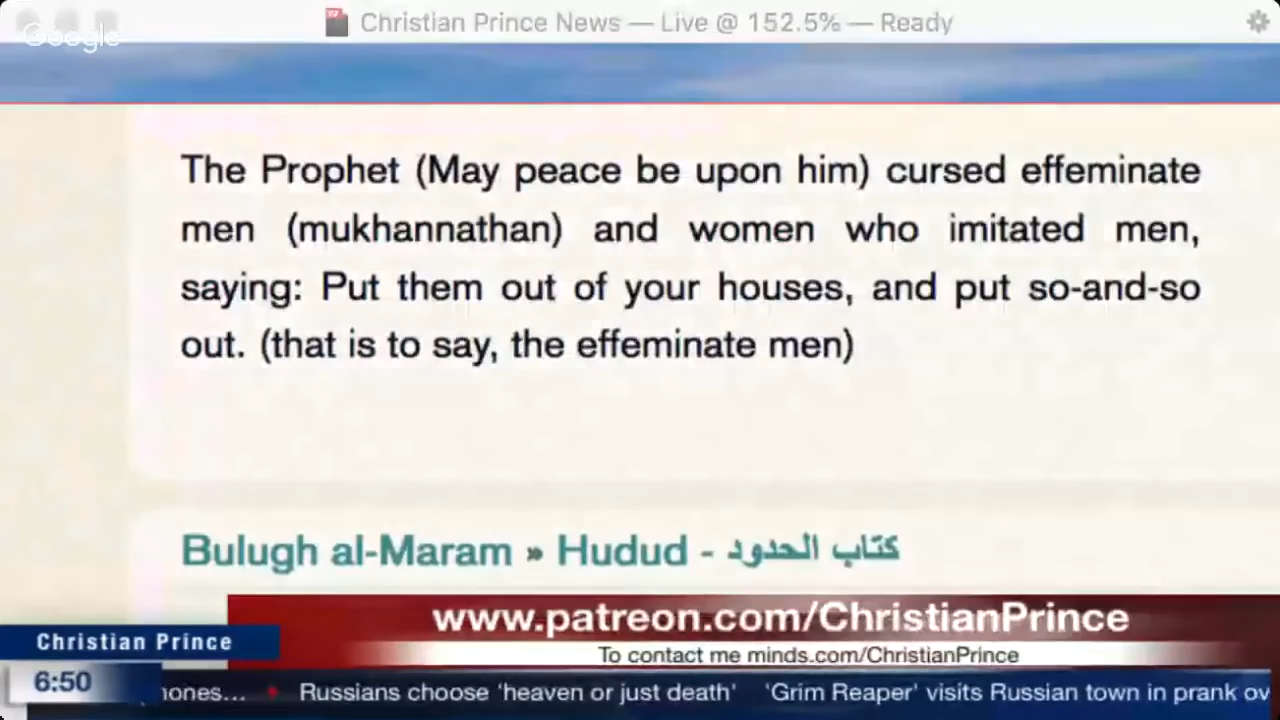 Christian Prince News — Live @ 152.5% — Ready
Google
The Prophet (May peace be upon him) cursed effeminate
men (mukhannathan) and women who imitated men,
saying: Put them out of your houses, and put so-and-so
out. (that is to say, the effeminate men)
Bulugh al-Maram » Hudud - كتاب الحدود
www.patreon.com/ChristianPrince
To contact me minds.com/ChristianPrince
Christian Prince
6:50
Russians choose ‘heaven or just death’ ‘Grim Reaper’ visits Russian town in prank